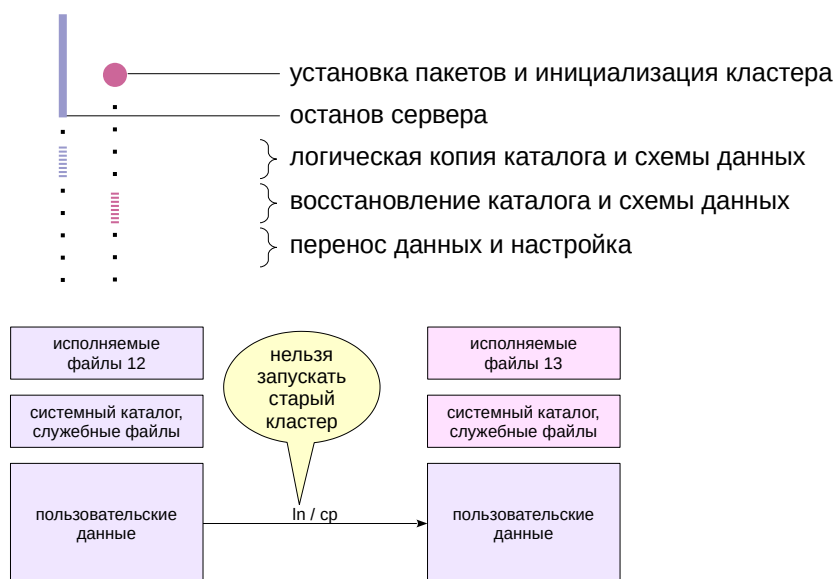 установка пакетов и инициализация кластера
останов сервера
логическая копия каталога и схемы данных
восстановление каталога и схемы данных
перенос данных и настройка
исполняемые
файлы 12
нельзя
запускать
старый
кластер
исполняемые
файлы 13
системный каталог,
служебные файлы
системный каталог,
служебные файлы
пользовательские
данные
ln / cp
пользовательские
данные